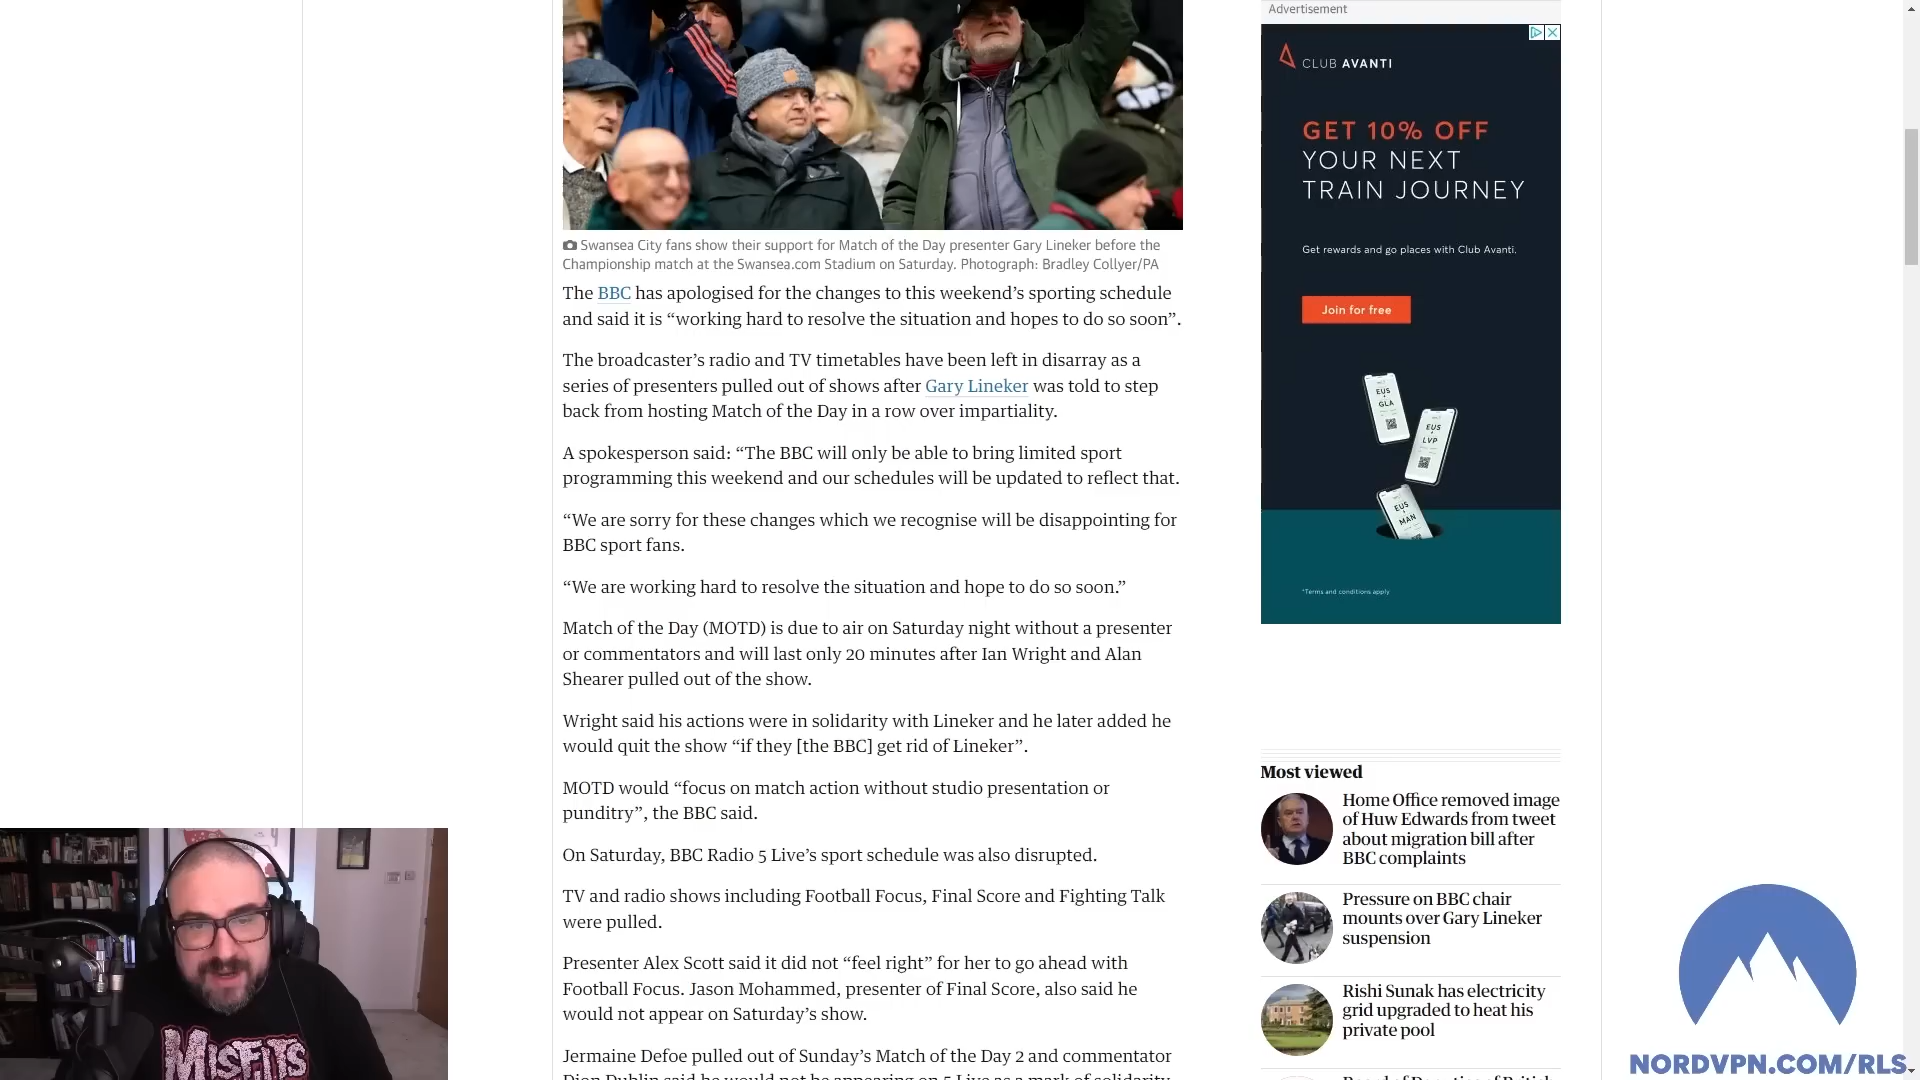 Advertisement
CLUB AVANTI
GET 10% OFF
YOUR NEXT
TRAIN JOURNEY
Get rewards and go places with Club Avanti.
Join for free
EUS
GLA
EUS
LVP
EUS
MAN
*Terms and conditions apply
Swansea City fans show their support for Match of the Day presenter Gary Lineker before the
Championship match at the Swansea.com Stadium on Saturday. Photograph: Bradley Collyer/PA
The BBC has apologised for the changes to this weekend’s sporting schedule
and said it is “working hard to resolve the situation and hopes to do so soon”.
The broadcaster’s radio and TV timetables have been left in disarray as a
series of presenters pulled out of shows after Gary Lineker was told to step
back from hosting Match of the Day in a row over impartiality.
A spokesperson said: “The BBC will only be able to bring limited sport
programming this weekend and our schedules will be updated to reflect that.
“We are sorry for these changes which we recognise will be disappointing for
BBC sport fans.
“We are working hard to resolve the situation and hope to do so soon.”
Match of the Day (MOTD) is due to air on Saturday night without a presenter
or commentators and will last only 20 minutes after Ian Wright and Alan
Shearer pulled out of the show.
Wright said his actions were in solidarity with Lineker and he later added he
would quit the show “if they [the BBC] get rid of Lineker”.
MOTD would “focus on match action without studio presentation or
punditry”, the BBC said.
On Saturday, BBC Radio 5 Live’s sport schedule was also disrupted.
TV and radio shows including Football Focus, Final Score and Fighting Talk
were pulled.
Presenter Alex Scott said it did not “feel right” for her to go ahead with
Football Focus. Jason Mohammed, presenter of Final Score, also said he
would not appear on Saturday’s show.
Jermaine Defoe pulled out of Sunday’s Match of the Day 2 and commentator
Dion Dublin said he would not be appearing on 5 Live as a mark of solidarity
Most viewed
Home Office removed image
of Huw Edwards from tweet
about migration bill after
BBC complaints
Pressure on BBC chair
mounts over Gary Lineker
suspension
Rishi Sunak has electricity
grid upgraded to heat his
private pool
MISFITS
NORDVPN.COM/RLS